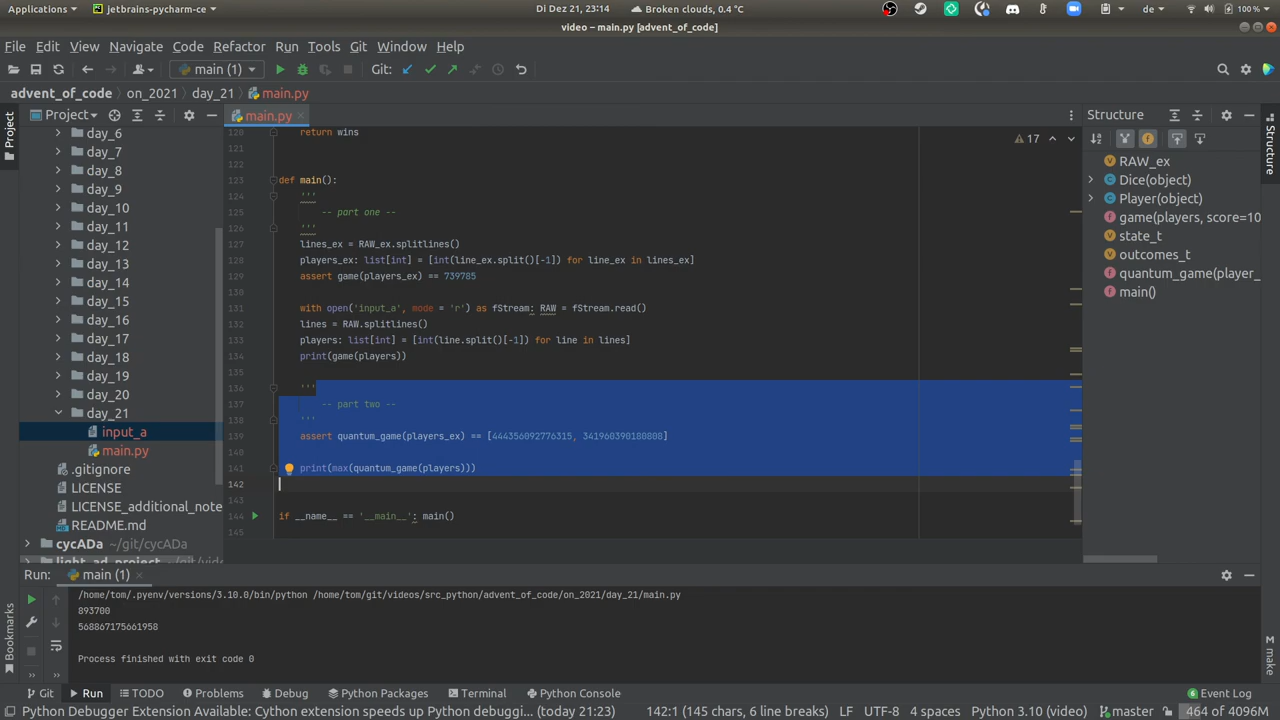 Applications
jetbrains-pycharm-ce
Di Dez 21, 23:14
Broken clouds, 0.4 °C
de
100 %
video – main.py [advent_of_code]
File Edit View Navigate Code Refactor Run Tools Git Window Help
main (1)
Git:
advent_of_code
on_2021
day_21
main.py
Project
Project
main.py
Structure
Structure
day_6
day_7
day_8
day_9
day_10
day_11
day_12
day_13
day_14
day_15
day_16
day_17
day_18
day_19
day_20
day_21
input_a
main.py
.gitignore
LICENSE
LICENSE_additional_note
README.md
cycADa ~/git/cycADa
light_ad_project ~/git/vid
17
120 return wins
121
122
123 def main():
124 '''
125 -- part one --
126 '''
127 lines_ex = RAW_ex.splitlines()
128 players_ex: list[int] = [int(line_ex.split()[-1]) for line_ex in lines_ex]
129 assert game(players_ex) == 739785
130
131 with open('input_a', mode = 'r') as fStream: RAW = fStream.read()
132 lines = RAW.splitlines()
133 players: list[int] = [int(line.split()[-1]) for line in lines]
134 print(game(players))
135
136 '''
137 -- part two --
138 '''
139 assert quantum_game(players_ex) == [444356092776315, 341960390180808]
140
141 print(max(quantum_game(players)))
142
143
144 if __name__ == '__main__': main()
145
RAW_ex
Dice(object)
Player(object)
game(players, score=10
state_t
outcomes_t
quantum_game(player_
main()
Run:
main (1)
/home/tom/.pyenv/versions/3.10.0/bin/python /home/tom/git/videos/src_python/advent_of_code/on_2021/day_21/main.py
893700
568867175661958
Process finished with exit code 0
Bookmarks
make
Git
Run
TODO
Problems
Debug
Python Packages
Terminal
Python Console
6 Event Log
Python Debugger Extension Available: Cython extension speeds up Python debuggi... (today 21:23)
142:1 (145 chars, 6 line breaks)
LF
UTF-8
4 spaces
Python 3.10 (video)
master
464 of 4096M